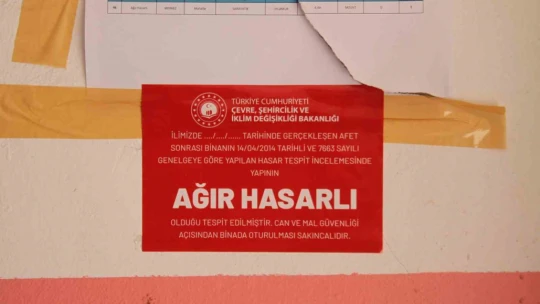 TÜRKİYE CUMHURİYETİ
ÇEVRE, ŞEHİRCİLİK VE
İKLİM DEĞİŞİKLİĞİ BAKANLIĞI
İLİMİZDE ..../..../...... TARİHİNDE GERÇEKLEŞEN AFET
SONRASI BİNANIN 14/04/2014 TARİHLİ VE 7663 SAYILI
GENELGEYE GÖRE YAPILAN HASAR TESPİT İNCELEMESİNDE
YAPININ
AĞIR HASARLI
OLDUĞU TESPİT EDİLMİŞTİR. CAN VE MAL GÜVENLİĞİ
AÇISINDAN BİNADA OTURULMASI SAKINCALIDIR.